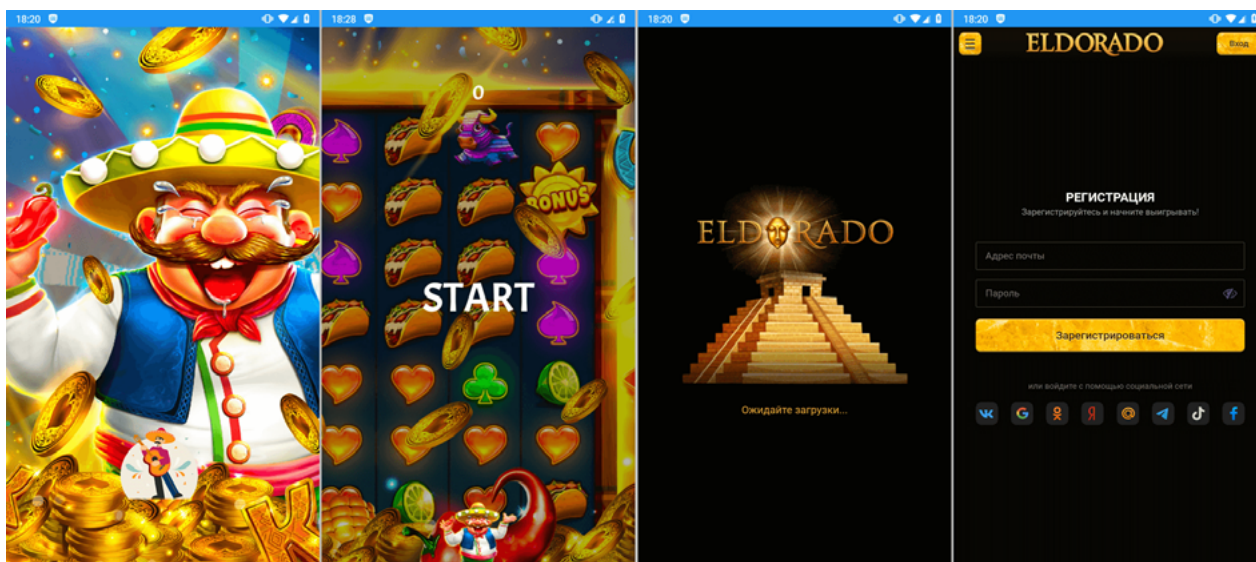 18:20
18:28
0
BONUS
START
18:20
ELDORADO
Ожидайте загрузки...
18:20
ELDORADO
Вход
РЕГИСТРАЦИЯ
Зарегистрируйтесь и начните выигрывать!
Адрес почты
Пароль
Зарегистрироваться
или войдите с помощью социальной сети